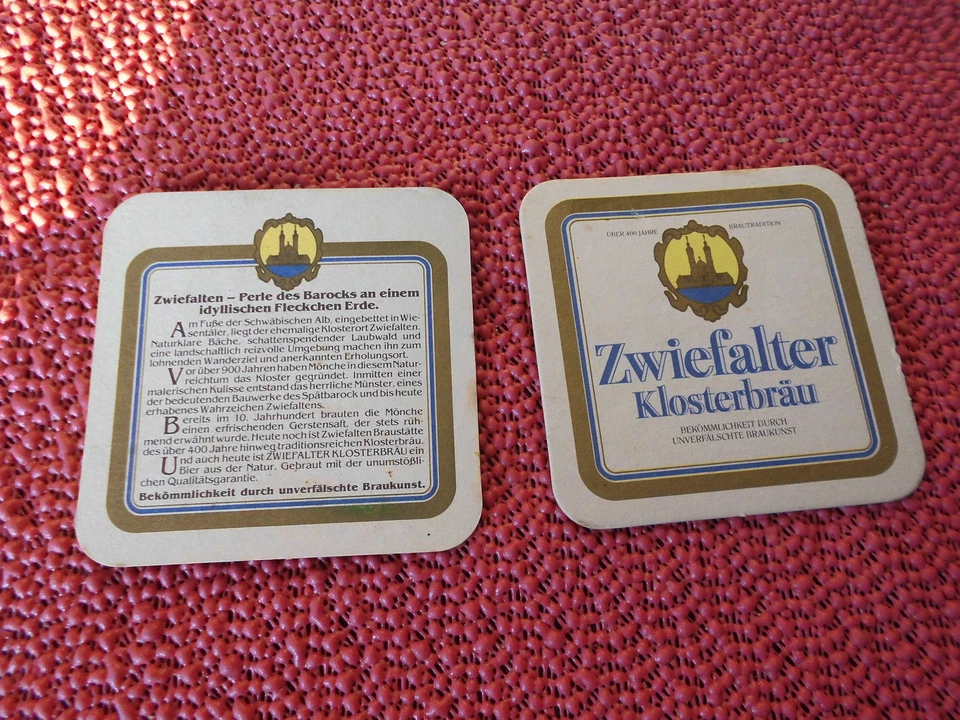 Zwiefalten – Perle des Barocks an einem
idyllischen Fleckchen Erde.
Am Fuße der Schwäbischen Alb, eingebettet in Wie-
sentäler, liegt der ehemalige Klosterort Zwiefalten.
Naturklare Bäche, schattenspendender Laubwald und
eine landschaftlich reizvolle Umgebung machen ihn zum
lohnenden Wanderziel und anerkannten Erholungsort.
Vor über 900 Jahren haben Mönche in diesem Natur-
reichtum das Kloster gegründet. Inmitten einer
malerischen Kulisse entstand das herrliche Münster, eines
der bedeutenden Bauwerke des Spätbarock und bis heute
erhabenes Wahrzeichen Zwiefaltens.
Bereits im 10. Jahrhundert brauten die Mönche
einen erfrischenden Gerstensaft, der stets rüh-
mend erwähnt wurde. Heute noch ist Zwiefalten Braustätte
des über 400 Jahre hinweg traditionsreichen Klosterbräu.
Und auch heute ist ZWIEFALTER KLOSTERBRÄU ein
Bier aus der Natur. Gebraut mit der unumstößli-
chen Qualitätsgarantie.
Bekömmlichkeit durch unverfälschte Braukunst.
ÜBER 400 JAHRE BRAUTRADITION
Zwiefalter
Klosterbräu
BEKÖMMLICHKEIT DURCH
UNVERFÄLSCHTE BRAUKUNST